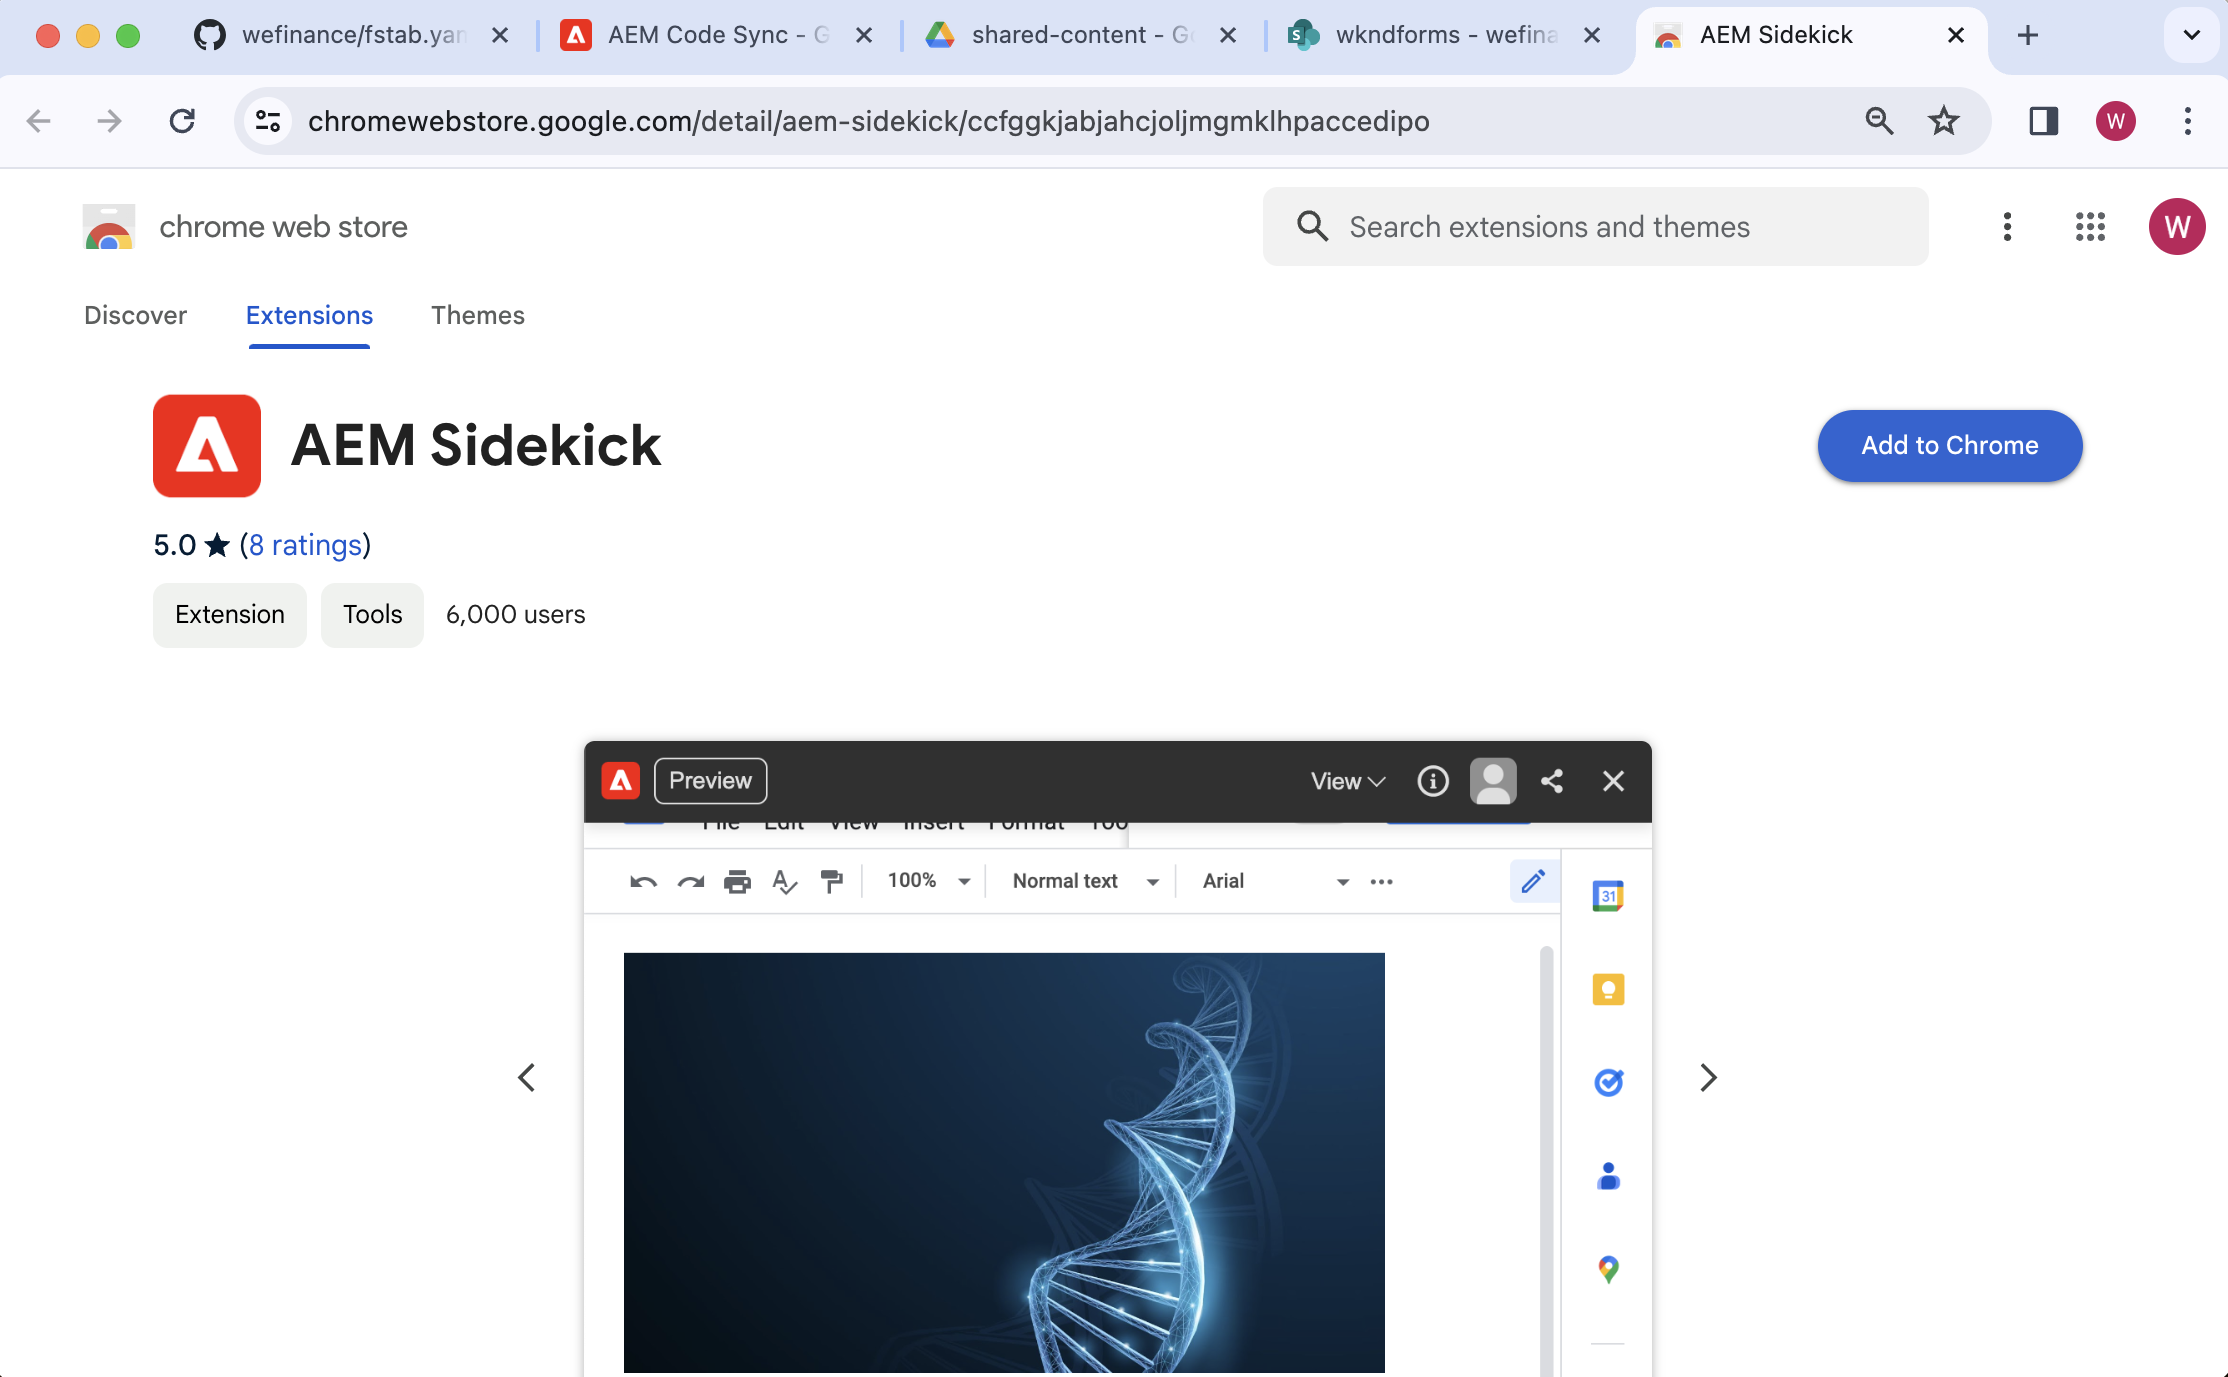 wefinance/fstab.yam
AEM Code Sync - G
shared-content - Go
wkndforms - wefina
AEM Sidekick
chromewebstore.google.com/detail/aem-sidekick/ccfggkjabjahcjoljmgmklhpaccedipo
W
chrome web store
Search extensions and themes
W
Discover
Extensions
Themes
AEM Sidekick
Add to Chrome
5.0 ★ (8 ratings)
Extension
Tools
6,000 users
Preview
View
File Edit View Insert Format Too
100%
Normal text
Arial
31